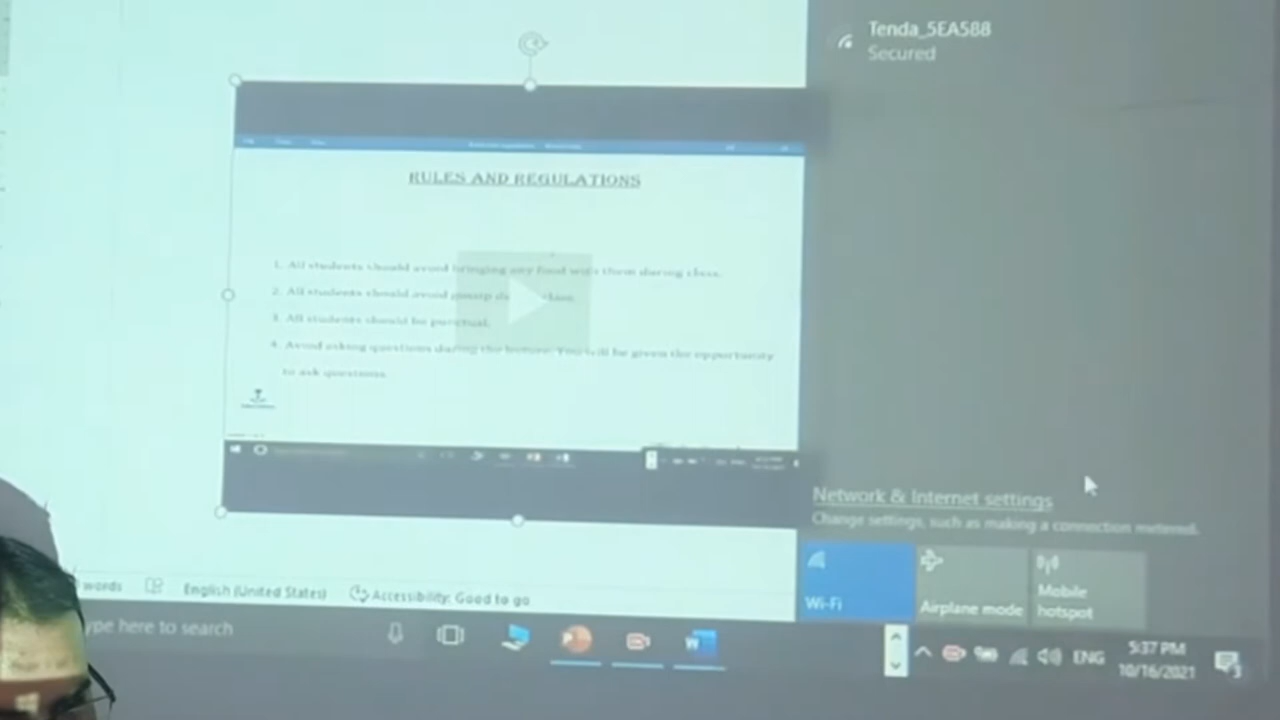 Tenda_5EA588
Secured
RULES AND REGULATIONS
1. All students should avoid bringing any food with them during class.
2. All students should avoid gossip
3. All students should be punctual.
4. Avoid asking questions during the lecture. You will be given the opportunity
to ask questions.
Network & Internet settings
Change settings, such as making a connection metered.
Wi-Fi
Airplane mode
Mobile
hotspot
words
English (United States)
Accessibility: Good to go
ype here to search
ENG
5:37 PM
10/16/2021
3